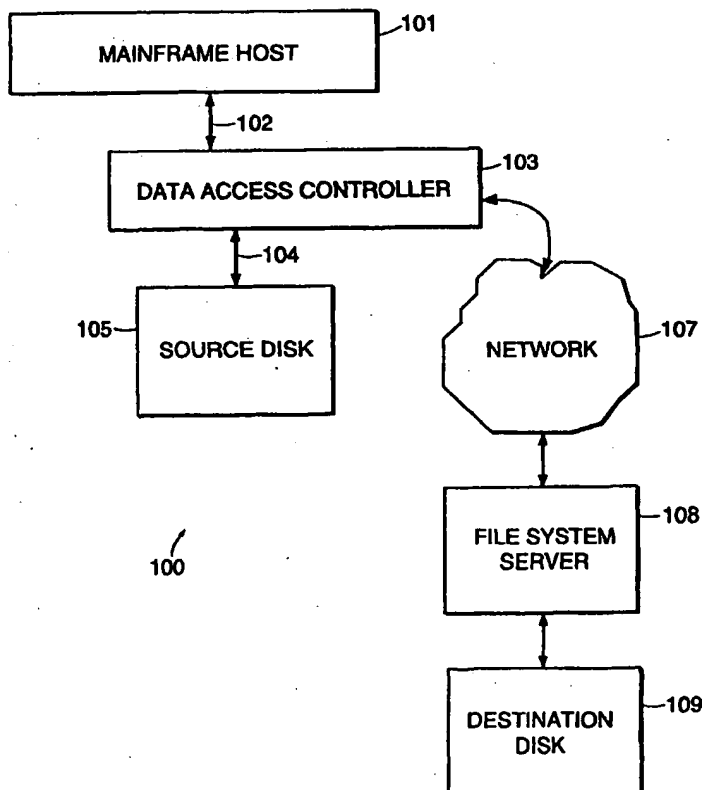 MAINFRAME HOST
101
102
103
DATA ACCESS CONTROLLER
104
105
SOURCE DISK
NETWORK
107
108
FILE SYSTEM
SERVER
100
109
DESTINATION
DISK